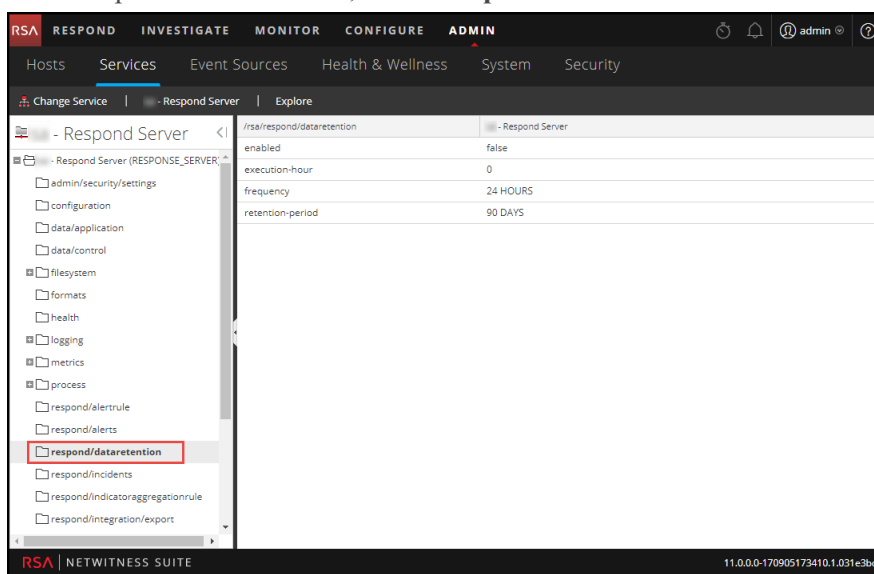 RSA RESPOND INVESTIGATE MONITOR CONFIGURE ADMIN admin
Hosts Services Event Sources Health & Wellness System Security
Change Service | - Respond Server | Explore
- Respond Server
/rsa/respond/dataretention - Respond Server
enabled false
execution-hour 0
frequency 24 HOURS
retention-period 90 DAYS
- Respond Server (RESPONSE_SERVER)
admin/security/settings
configuration
data/application
data/control
filesystem
formats
health
logging
metrics
process
respond/alertrule
respond/alerts
respond/dataretention
respond/incidents
respond/indicatoraggregationrule
respond/integration/export
RSA | NETWITNESS SUITE 11.0.0.0-170905173410.1.031e3bc